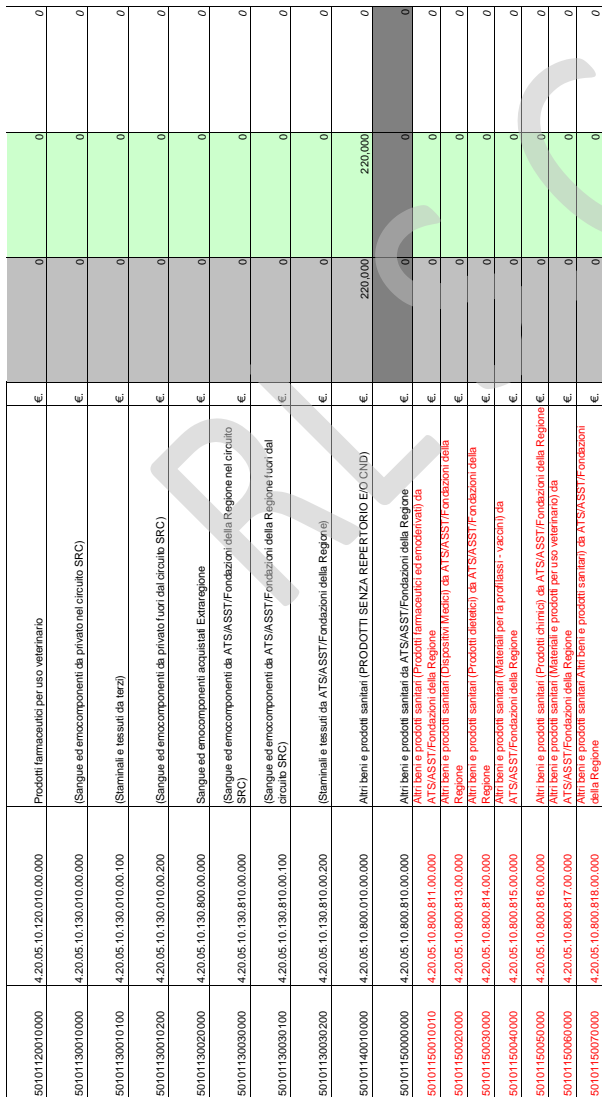 501011120010000 4.20.05.10.120.010.00.000 Prodotti farmaceutici per uso veterinario €. 0 0 0
501011130010000 4.20.05.10.130.010.00.000 (Sangue ed emocomponenti da privato nel circuito SRC) €. 0 0 0
501011130010100 4.20.05.10.130.010.00.100 (Staminali e tessuti da terzi) €. 0 0 0
501011130010200 4.20.05.10.130.010.00.200 (Sangue ed emocomponenti da privato fuori dal circuito SRC) €. 0 0 0
501011130020000 4.20.05.10.130.800.00.000 Sangue ed emocomponenti acquistati Extraregione €. 0 0 0
501011130030000 4.20.05.10.130.810.00.000 (Sangue ed emocomponenti da ATS/ASST/Fondazioni della Regione nel circuito
SRC) €. 0 0 0
501011130030100 4.20.05.10.130.810.00.100 (Sangue ed emocomponenti da ATS/ASST/Fondazioni della Regione fuori dal
circuito SRC) €. 0 0 0
501011130030200 4.20.05.10.130.810.00.200 (Staminali e tessuti da ATS/ASST/Fondazioni della Regione) €. 0 0 0
501011140010000 4.20.05.10.800.010.00.000 Altri beni e prodotti sanitari (PRODOTTI SENZA REPERTORIO E/O CND) €. 220,000 220,000 0
501011150000000 4.20.05.10.800.810.00.000 Altri beni e prodotti sanitari da ATS/ASST/Fondazioni della Regione €. 0 0 0
501011150010010 4.20.05.10.800.811.00.000 Altri beni e prodotti sanitari (Prodotti farmaceutici ed emoderivati) da
ATS/ASST/Fondazioni della Regione €. 0 0 0
501011150020000 4.20.05.10.800.813.00.000 Altri beni e prodotti sanitari (Dispositivi Medici) da ATS/ASST/Fondazioni della
Regione €. 0 0 0
501011150030000 4.20.05.10.800.814.00.000 Altri beni e prodotti sanitari (Prodotti dietetici) da ATS/ASST/Fondazioni della
Regione €. 0 0 0
501011150040000 4.20.05.10.800.815.00.000 Altri beni e prodotti sanitari (Materiali per la profilassi - vaccini) da
ATS/ASST/Fondazioni della Regione €. 0 0 0
501011150050000 4.20.05.10.800.816.00.000 Altri beni e prodotti sanitari (Prodotti chimici) da ATS/ASST/Fondazioni della Regione €. 0 0 0
501011150060000 4.20.05.10.800.817.00.000 Altri beni e prodotti sanitari (Materiali e prodotti per uso veterinario) da
ATS/ASST/Fondazioni della Regione €. 0 0 0
501011150070000 4.20.05.10.800.818.00.000 Altri beni e prodotti sanitari Altri beni e prodotti sanitari) da ATS/ASST/Fondazioni
della Regione €. 0 0 0
RL